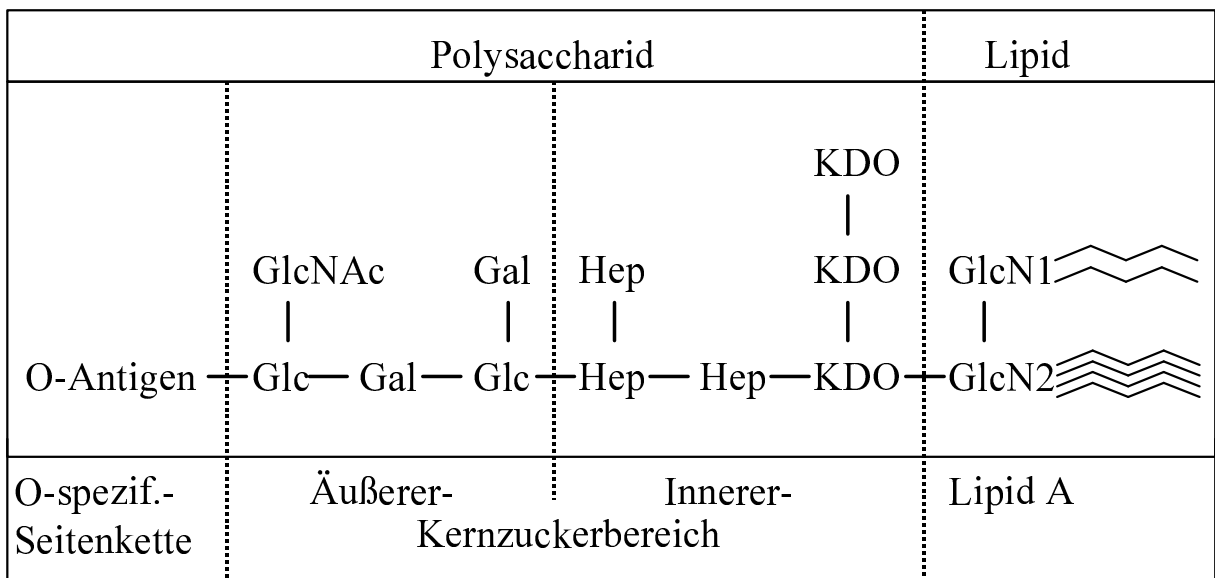 Polysaccharid Lipid
KDO
GlcNAc Gal Hep KDO GlcN1
O-Antigen Glc Gal Glc Hep Hep KDO GlcN2
O-spezif.- Äußerer- Innerer- Lipid A
Seitenkette Kernzuckerbereich